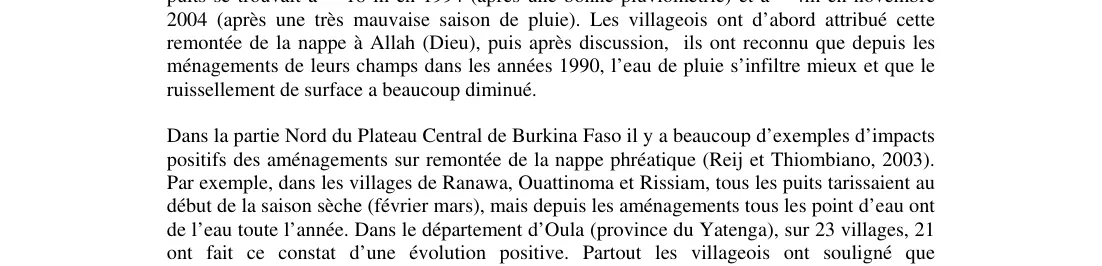 2004 (après une très mauvaise saison de pluie). Les villageois ont d'abord attribué cette
remontée de la nappe à Allah (Dieu), puis après discussion, ils ont reconnu que depuis les
ménagements de leurs champs dans les années 1990, l'eau de pluie s'infiltre mieux et que le
ruissellement de surface a beaucoup diminué.
Dans la partie Nord du Plateau Central de Burkina Faso il y a beaucoup d'exemples d'impacts
positifs des aménagements sur remontée de la nappe phréatique (Reij et Thiombiano, 2003).
Par exemple, dans les villages de Ranawa, Ouattinoma et Rissiam, tous les puits tarissaient au
début de la saison sèche (février mars), mais depuis les aménagements tous les point d'eau ont
de l'eau toute l'année. Dans le département d'Oula (province du Yatenga), sur 23 villages, 21
ont fait ce constat d'une évolution positive. Partout les villageois ont souligné que